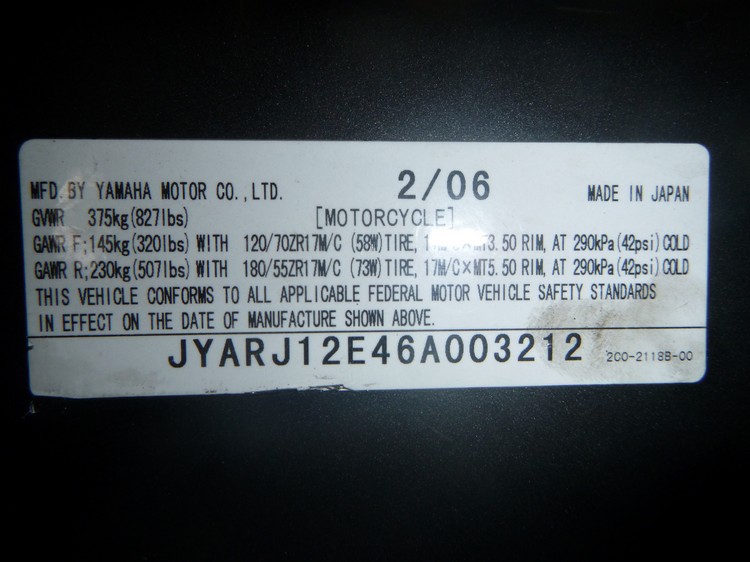 MFD.BY YAMAHA MOTOR CO.,LTD. 2/06 MADE IN JAPAN
GVWR 375kg(827lbs) [MOTORCYCLE]
GAWR F;145kg(320lbs)WITH 120/70ZR17M/C (58W)TIRE, MT3.50 RIM, AT 290kPa(42psi)COLD
GAWR R;230kg(507lbs)WITH 180/55ZR17M/C (73W)TIRE, 17M/C×MT5.50 RIM, AT 290kPa(42psi)COLD
THIS VEHICLE CONFORMS TO ALL APPLICABLE FEDERAL MOTOR VEHICLE SAFETY STANDARDS
IN EFFECT ON THE DATE OF MANUFACTURE SHOWN ABOVE.
JYARJ12E46A003212 2C0-2118B-00